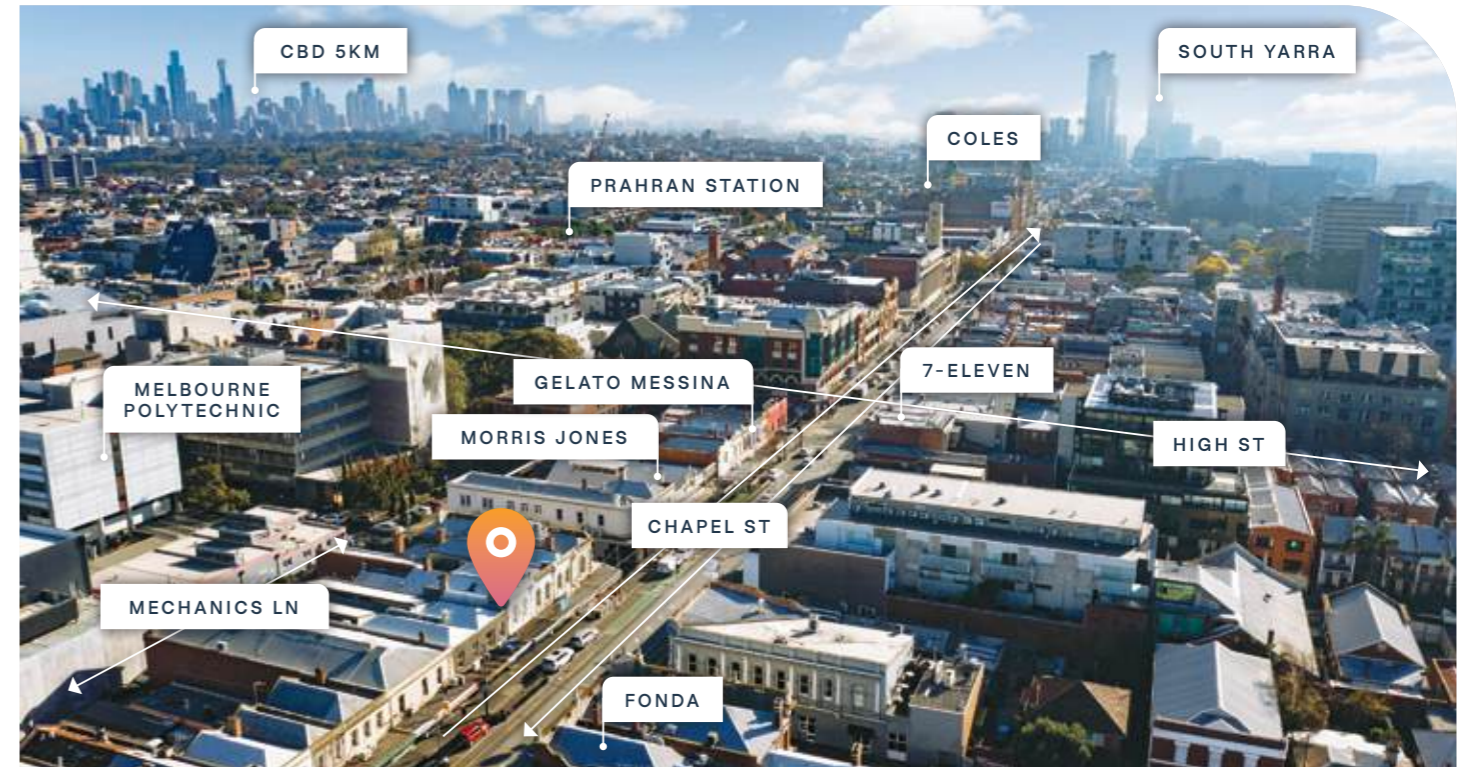 CBD 5KM
SOUTH YARRA
COLES
PRAHRAN STATION
7-ELEVEN
GELATO MESSINA
MELBOURNE
POLYTECHNIC
MORRIS JONES
HIGH ST
CHAPEL ST
MECHANICS LN
FONDA